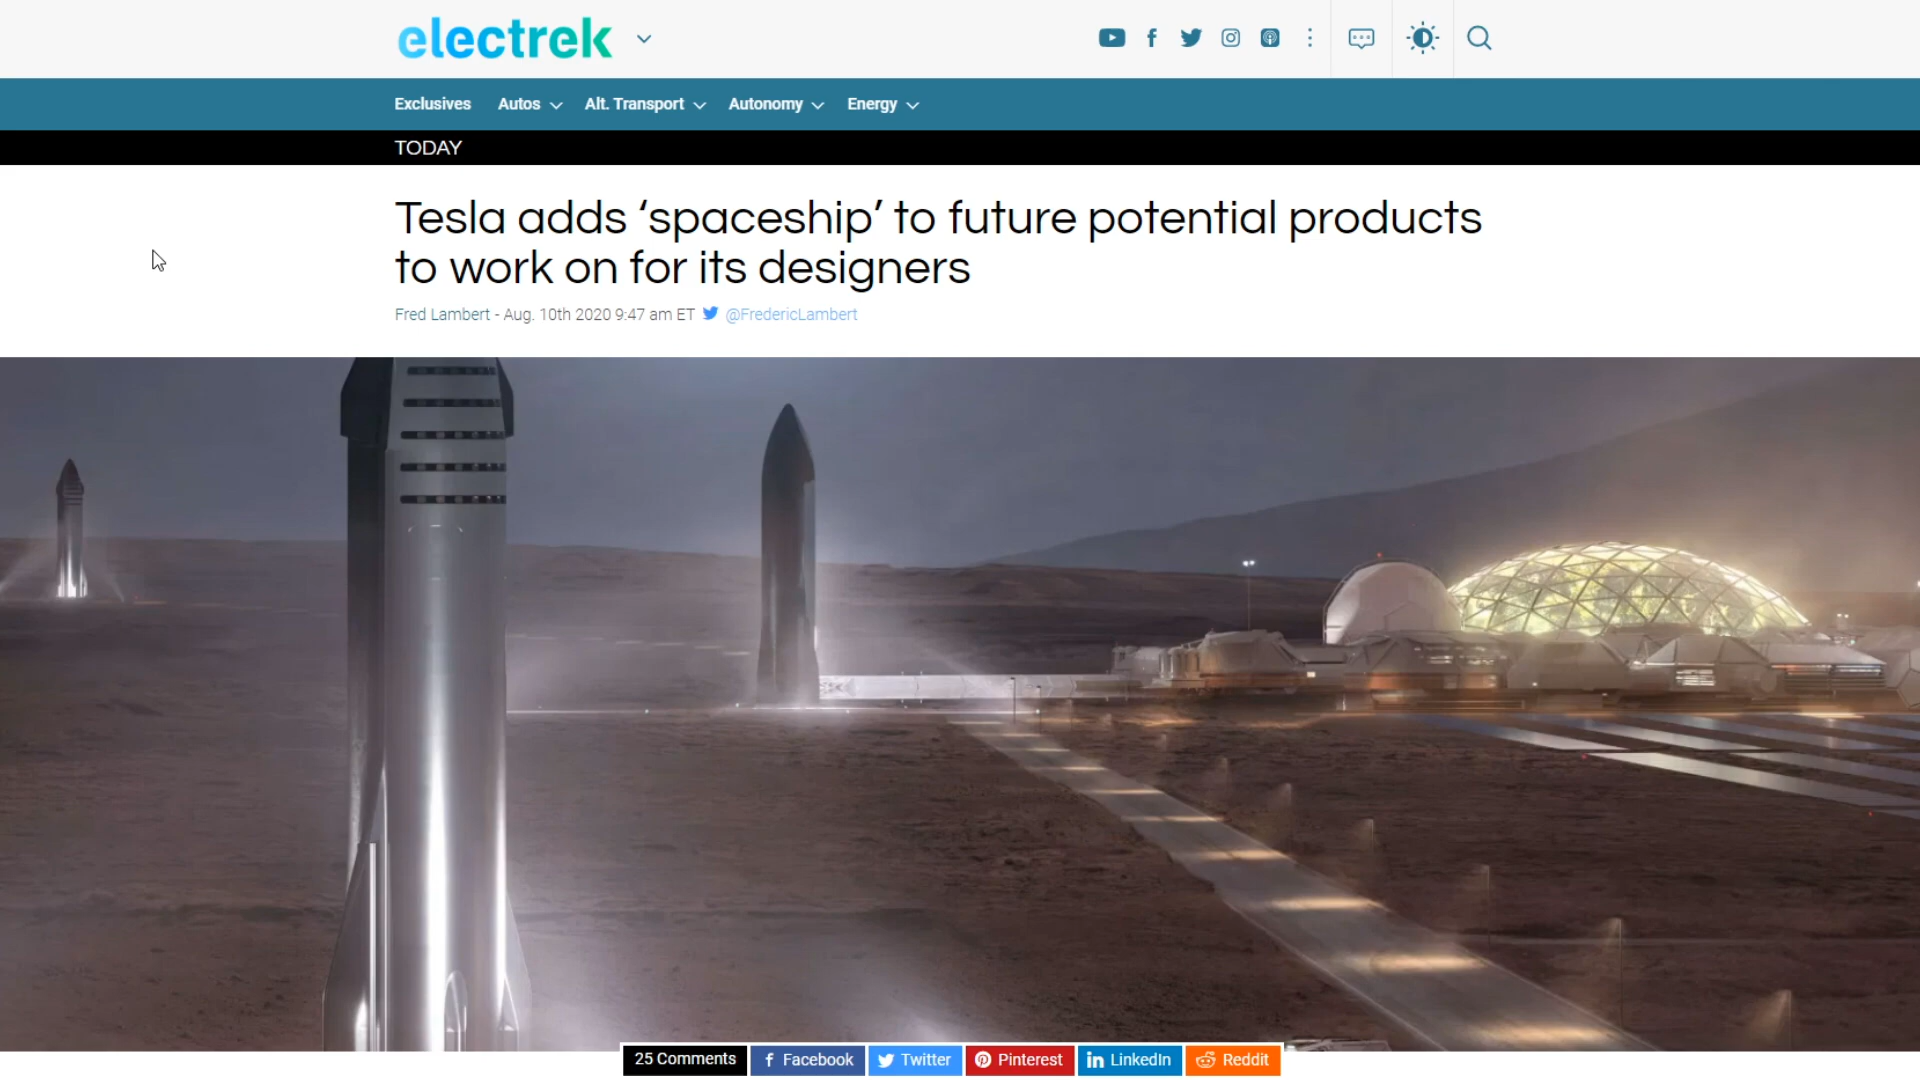 electrek
Exclusives Autos Alt. Transport Autonomy Energy
TODAY
Tesla adds ‘spaceship’ to future potential products
to work on for its designers
Fred Lambert - Aug. 10th 2020 9:47 am ET @FredericLambert
25 Comments Facebook Twitter Pinterest LinkedIn Reddit